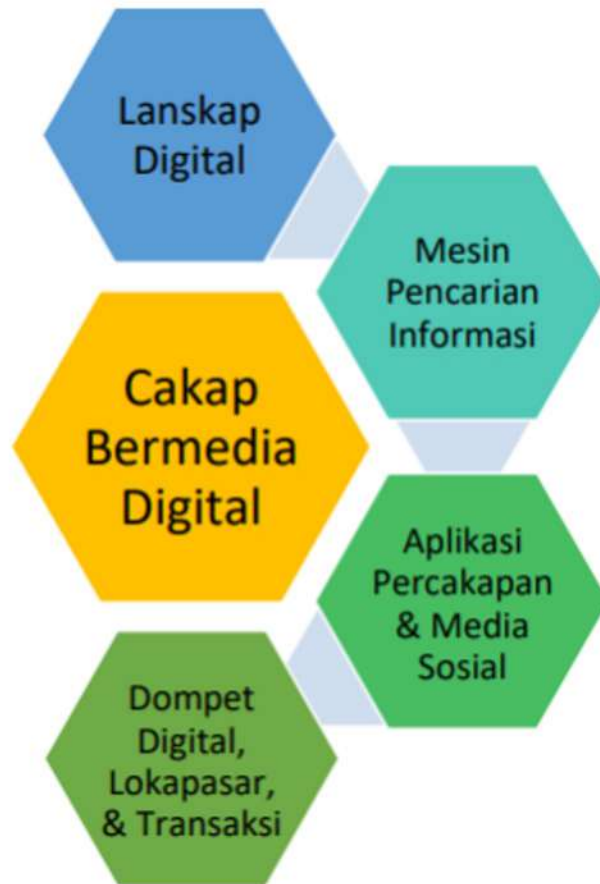 Lanskap
Digital
Mesin
Pencarian
Informasi
Cakap
Bermedia
Digital
Aplikasi
Percakapan
& Media
Sosial
Dompet
Digital,
Lokapasar,
& Transaksi